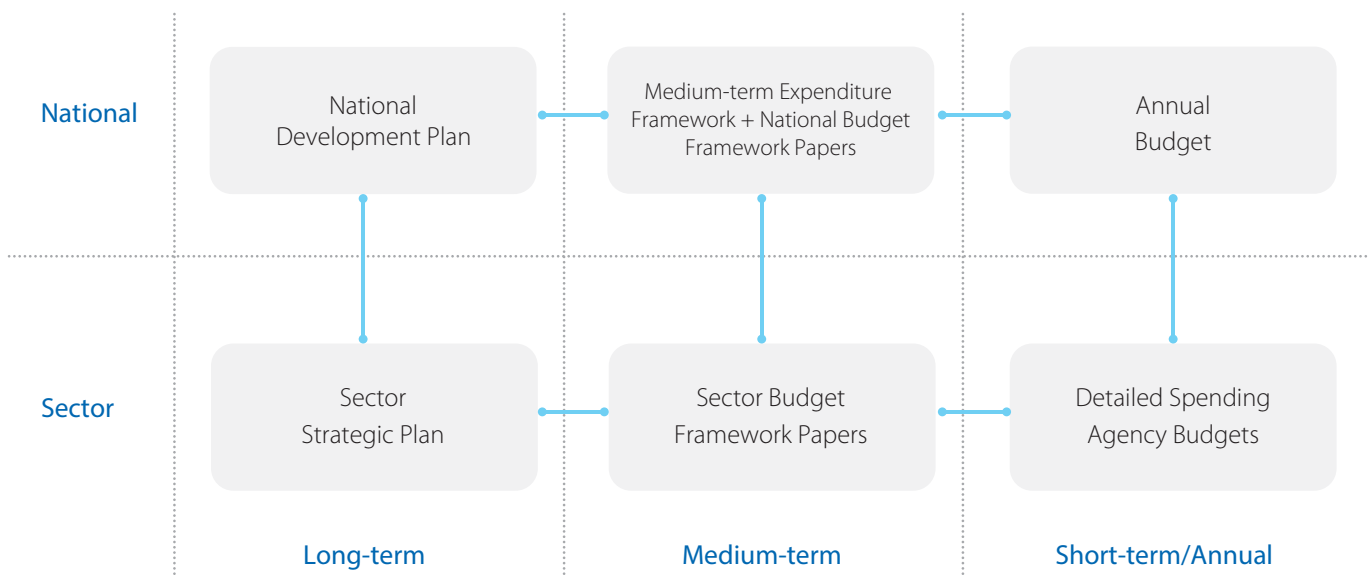 National
National
Development Plan
Medium-term Expenditure
Framework + National Budget
Framework Papers
Annual
Budget
Sector
Sector
Strategic Plan
Sector Budget
Framework Papers
Detailed Spending
Agency Budgets
Long-term
Medium-term
Short-term/Annual